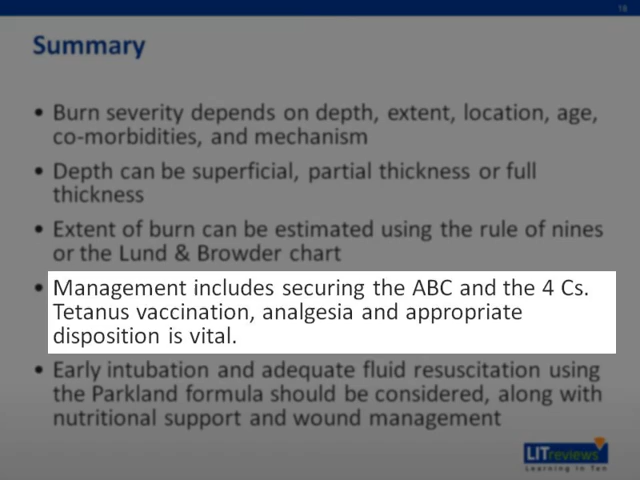 18
Summary
• Burn severity depends on depth, extent, location, age,
co-morbidities, and mechanism
• Depth can be superficial, partial thickness or full
thickness
• Extent of burn can be estimated using the rule of nines
or the Lund & Browder chart
• Management includes securing the ABC and the 4 Cs.
Tetanus vaccination, analgesia and appropriate
disposition is vital.
• Early intubation and adequate fluid resuscitation using
the Parkland formula should be considered, along with
nutritional support and wound management
LITreviews
Learning in Ten